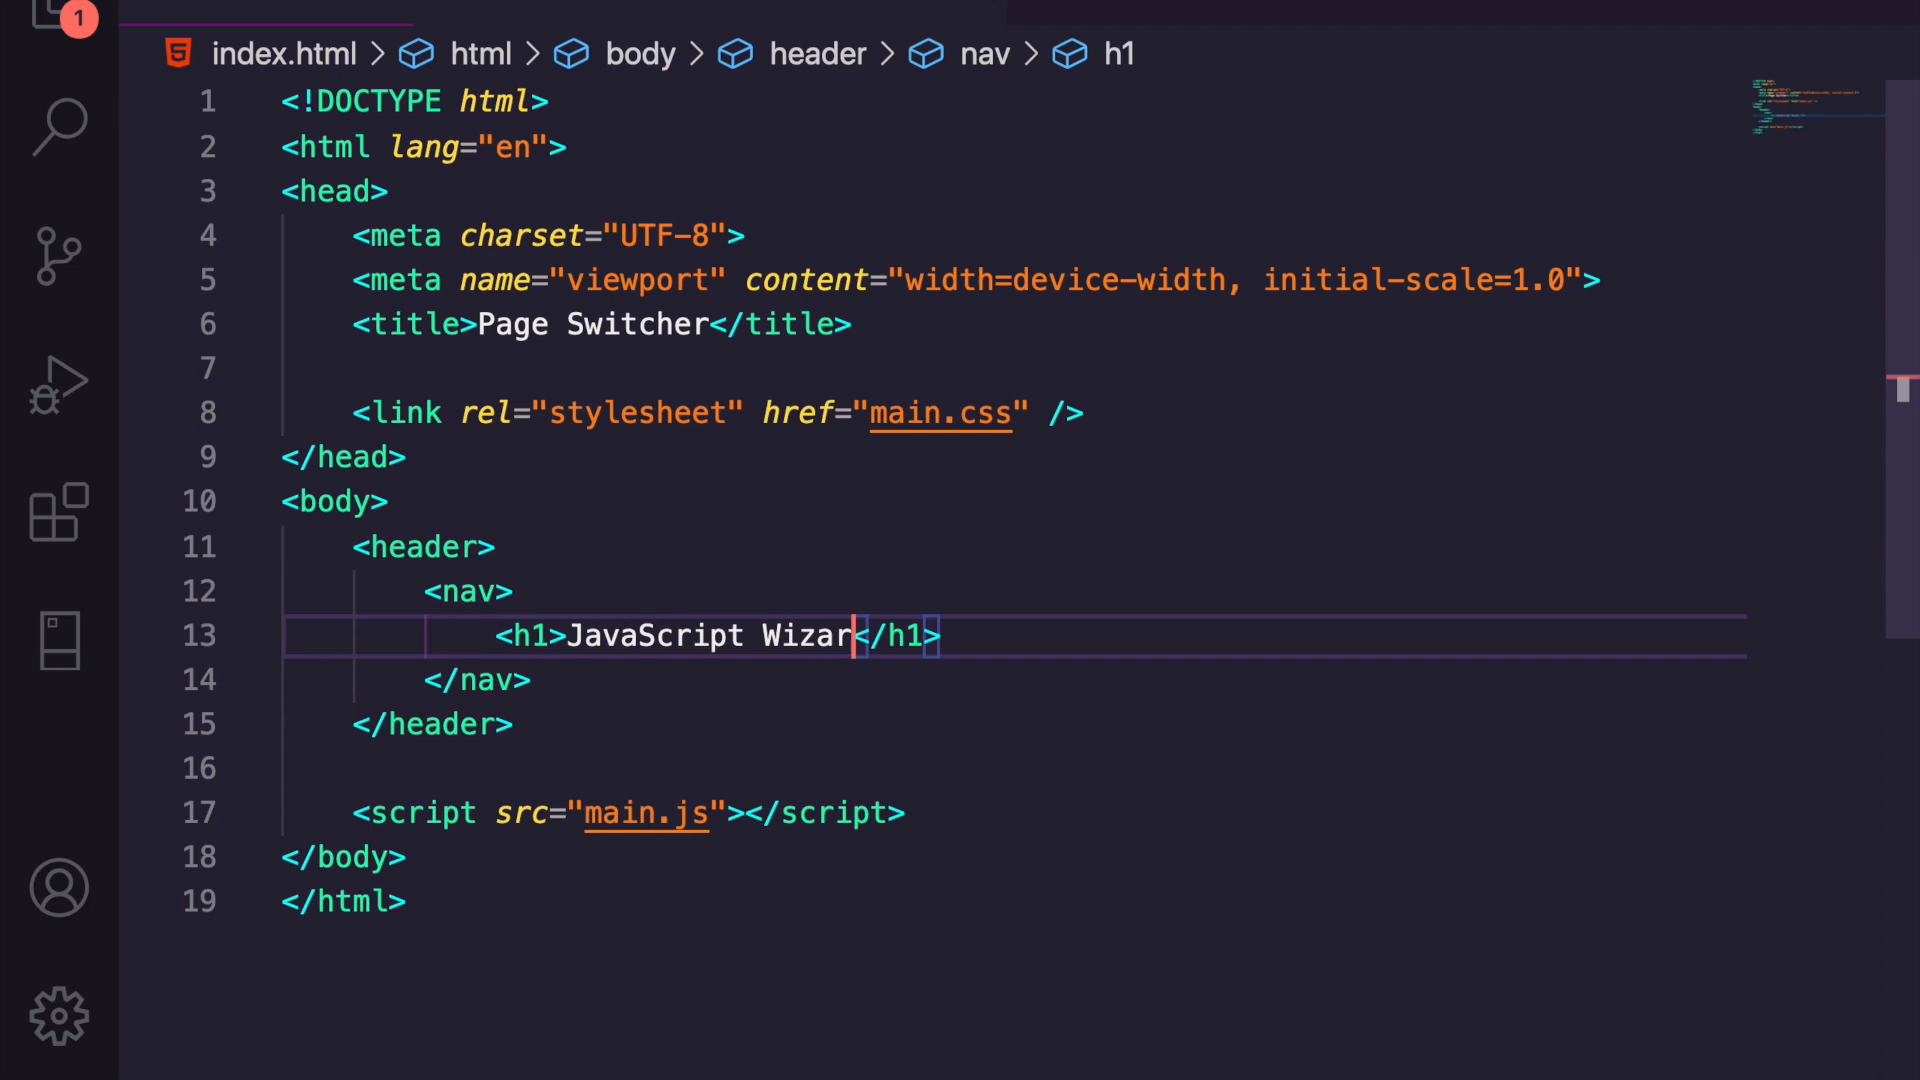 1
index.html > html > body > header > nav > h1
1 <!DOCTYPE html>
2 <html lang="en">
3 <head>
4     <meta charset="UTF-8">
5     <meta name="viewport" content="width=device-width, initial-scale=1.0">
6     <title>Page Switcher</title>
7
8     <link rel="stylesheet" href="main.css" />
9 </head>
10 <body>
11     <header>
12         <nav>
13             <h1>JavaScript Wizar</h1>
14         </nav>
15     </header>
16
17     <script src="main.js"></script>
18 </body>
19 </html>